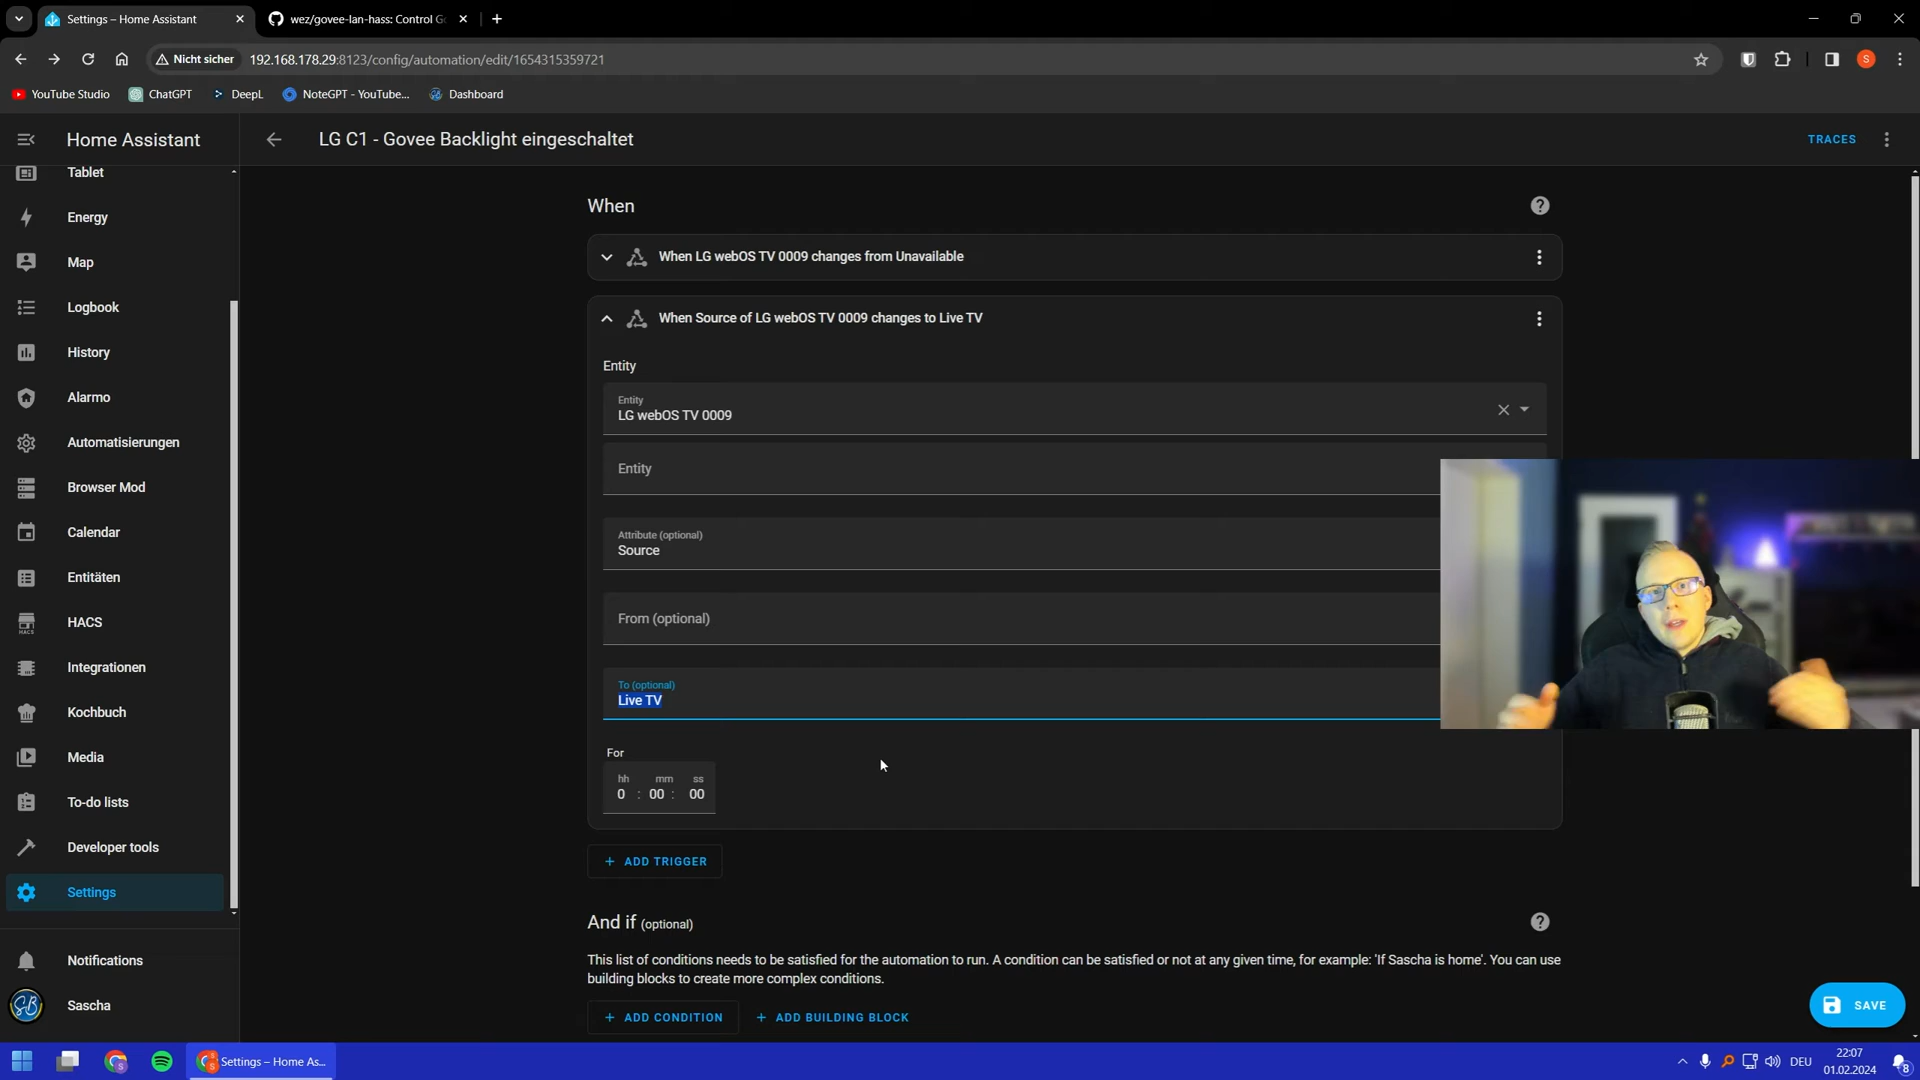 Settings – Home Assistant
wez/govee-lan-hass: Control G
Nicht sicher
192.168.178.29:8123/config/automation/edit/1654315359721
S
YouTube Studio
ChatGPT
DeepL
NoteGPT - YouTube...
Dashboard
Home Assistant
LG C1 - Govee Backlight eingeschaltet
TRACES
Tablet
Energy
Map
Logbook
History
Alarmo
Automatisierungen
Browser Mod
Calendar
Entitäten
HACS
HACS
Integrationen
Kochbuch
Media
To-do lists
Developer tools
Settings
Notifications
SB
Sascha
When
When LG webOS TV 0009 changes from Unavailable
When Source of LG webOS TV 0009 changes to Live TV
Entity
Entity
LG webOS TV 0009
Entity
Attribute (optional)
Source
From (optional)
To (optional)
Live TV
For
hh mm ss
0 : 00 : 00
+ ADD TRIGGER
And if (optional)
This list of conditions needs to be satisfied for the automation to run. A condition can be satisfied or not at any given time, for example: 'If Sascha is home'. You can use
building blocks to create more complex conditions.
+ ADD CONDITION
+ ADD BUILDING BLOCK
SAVE
Settings – Home As...
DEU
22:07
01.02.2024
8